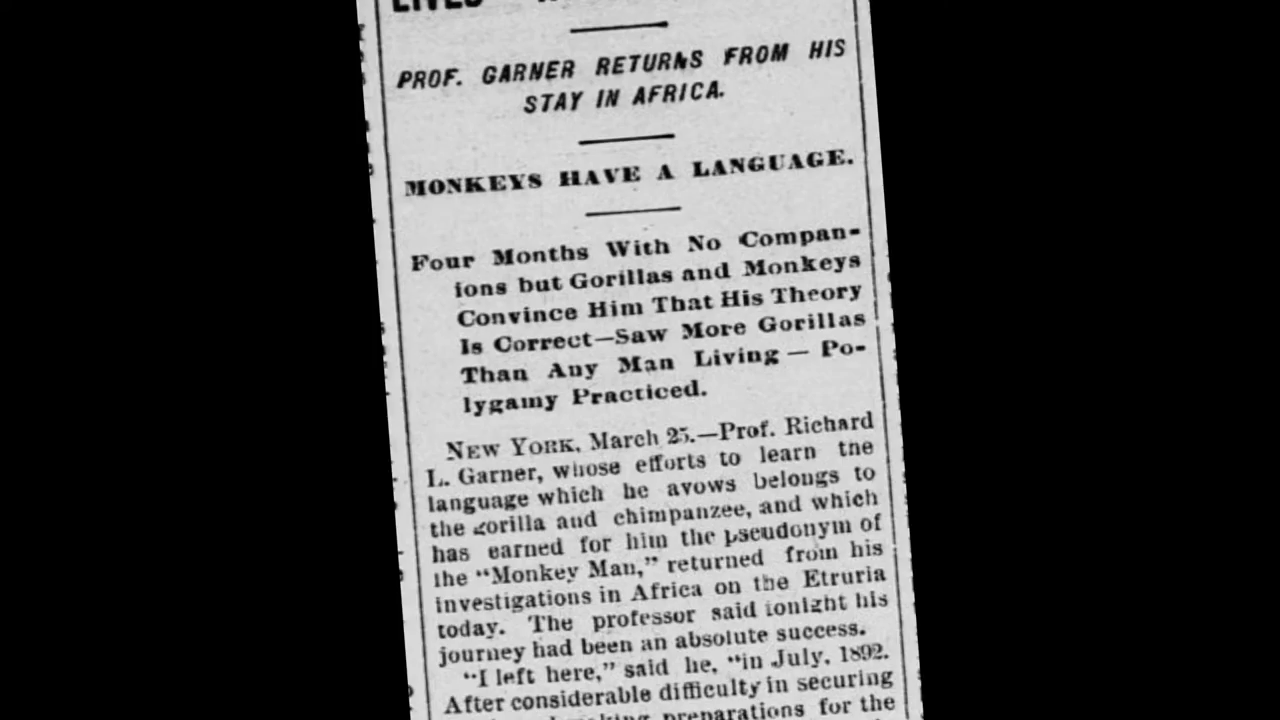 LIVES
PROF. GARNER RETURNS FROM HIS
STAY IN AFRICA.
MONKEYS HAVE A LANGUAGE.
Four Months With No Compan-
ions but Gorillas and Monkeys
Convince Him That His Theory
Is Correct—Saw More Gorillas
Than Any Man Living — Po-
lygamy Practiced.
NEW YORK, March 25.—Prof. Richard
L. Garner, whose efforts to learn the
language which he avows belongs to
the gorilla and chimpanzee, and which
has earned for him the pseudonym of
the "Monkey Man," returned from his
investigations in Africa on the Etruria
today. The professor said tonight his
journey had been an absolute success.
"I left here," said he, "in July, 1892.
After considerable difficulty in securing
making preparations for the